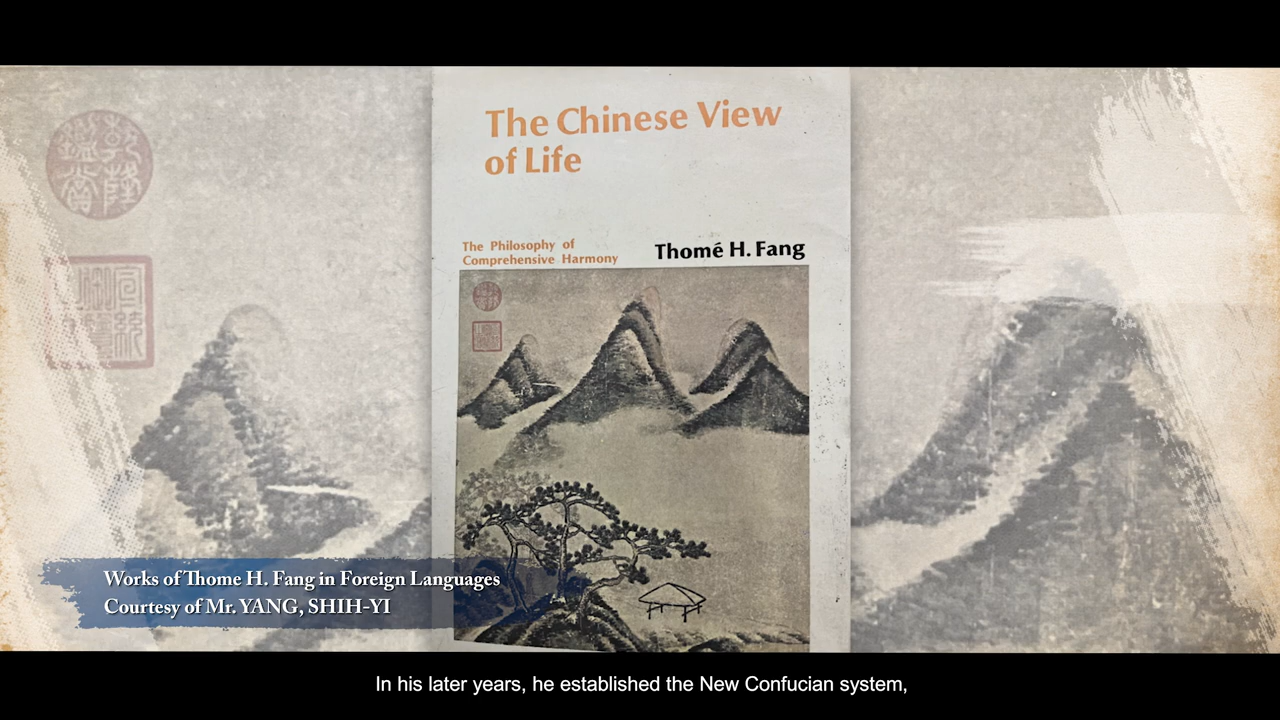 The Chinese View
of Life
The Philosophy of
Comprehensive Harmony
Thomé H. Fang
Works of Thome H. Fang in Foreign Languages
Courtesy of Mr. YANG, SHIH-YI
In his later years, he established the New Confucian system,